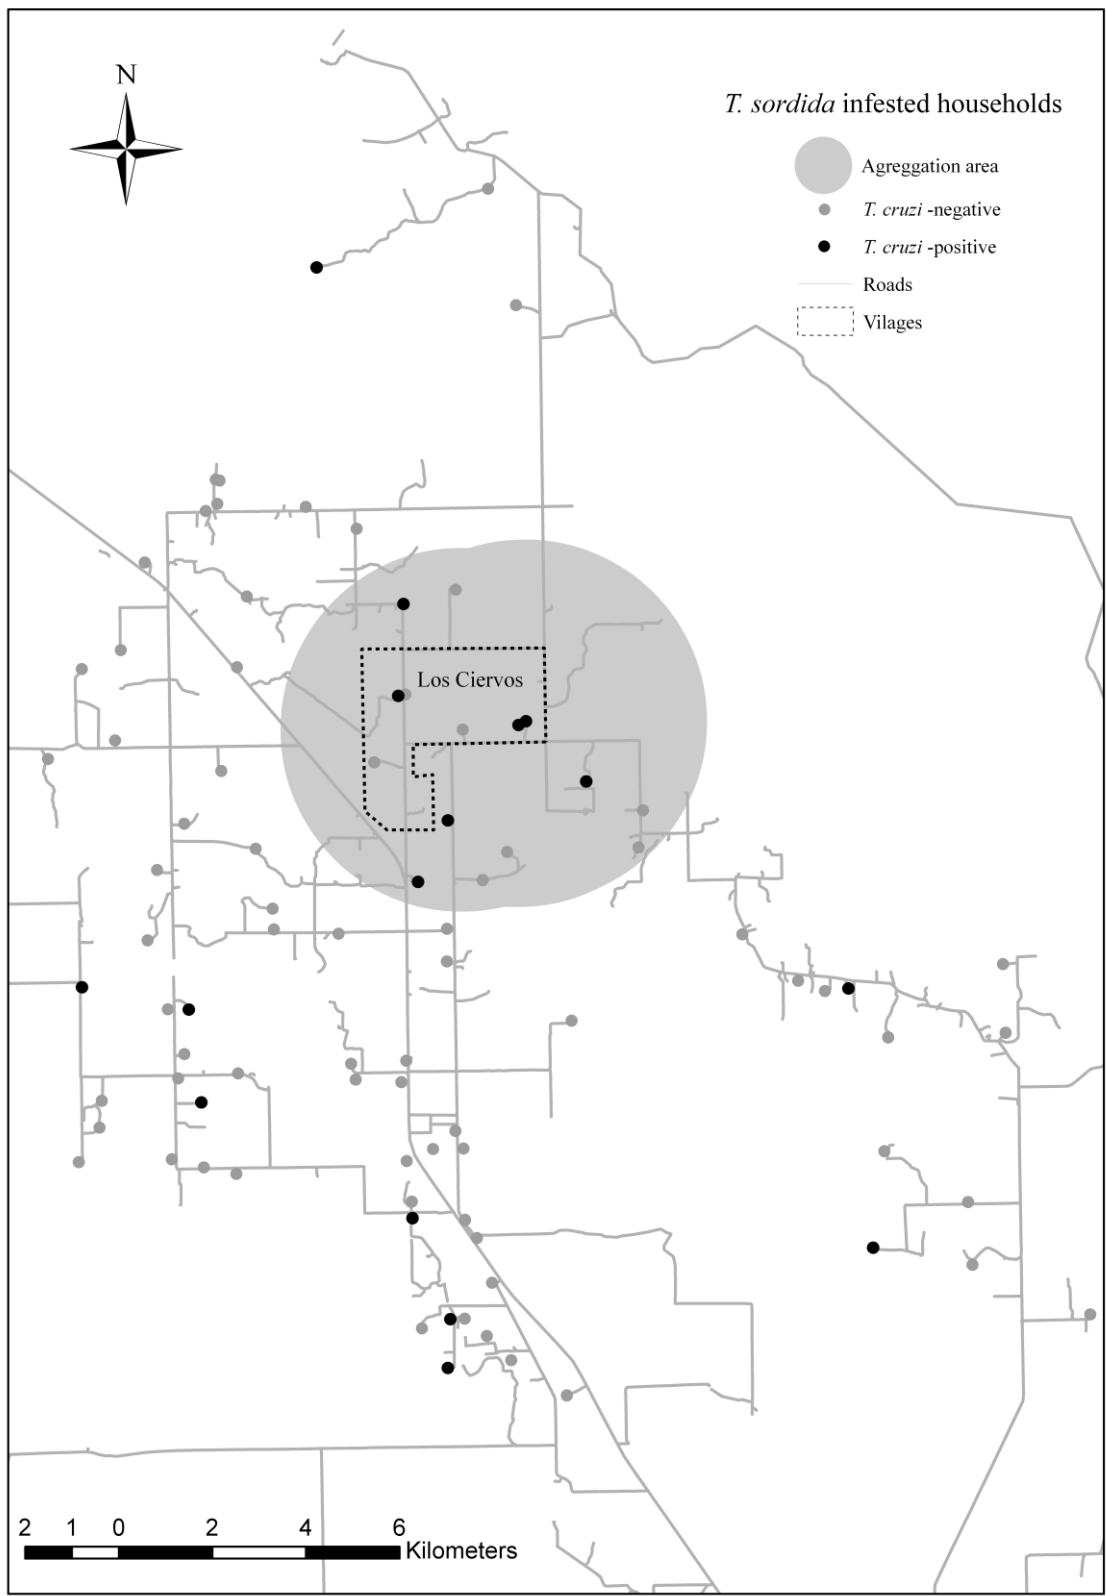 N
T. sordida infested households
Agreggation area
T. cruzi -negative
T. cruzi -positive
Roads
Vilages
Los Ciervos
2 1 0 2 4 6
Kilometers